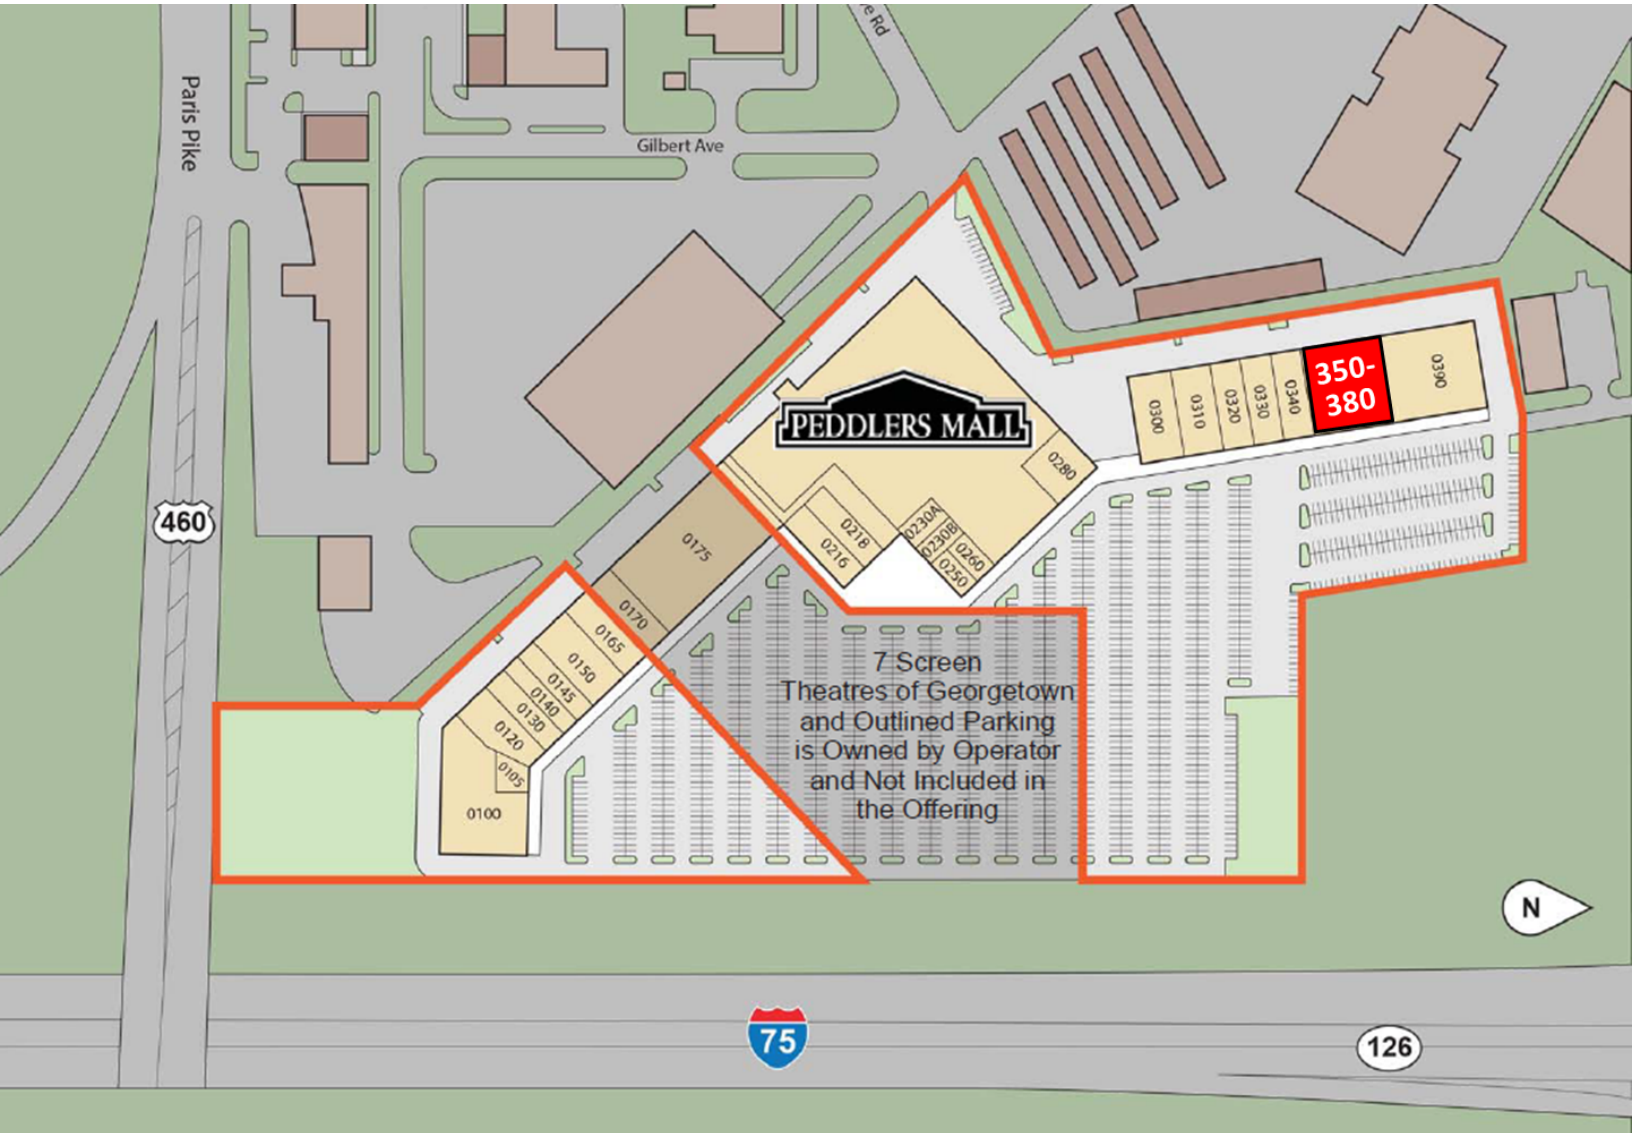 Paris Pike
e Rd
Gilbert Ave
460
PEDDLERS MALL
0280
0218
0216
0230A
0230B
0260
0250
0300
0310
0320
0330
0340
350-
380
0390
0175
0170
0165
0150
0145
0140
0130
0120
0105
0100
7 Screen
Theatres of Georgetown
and Outlined Parking
is Owned by Operator
and Not Included in
the Offering
N
75
126